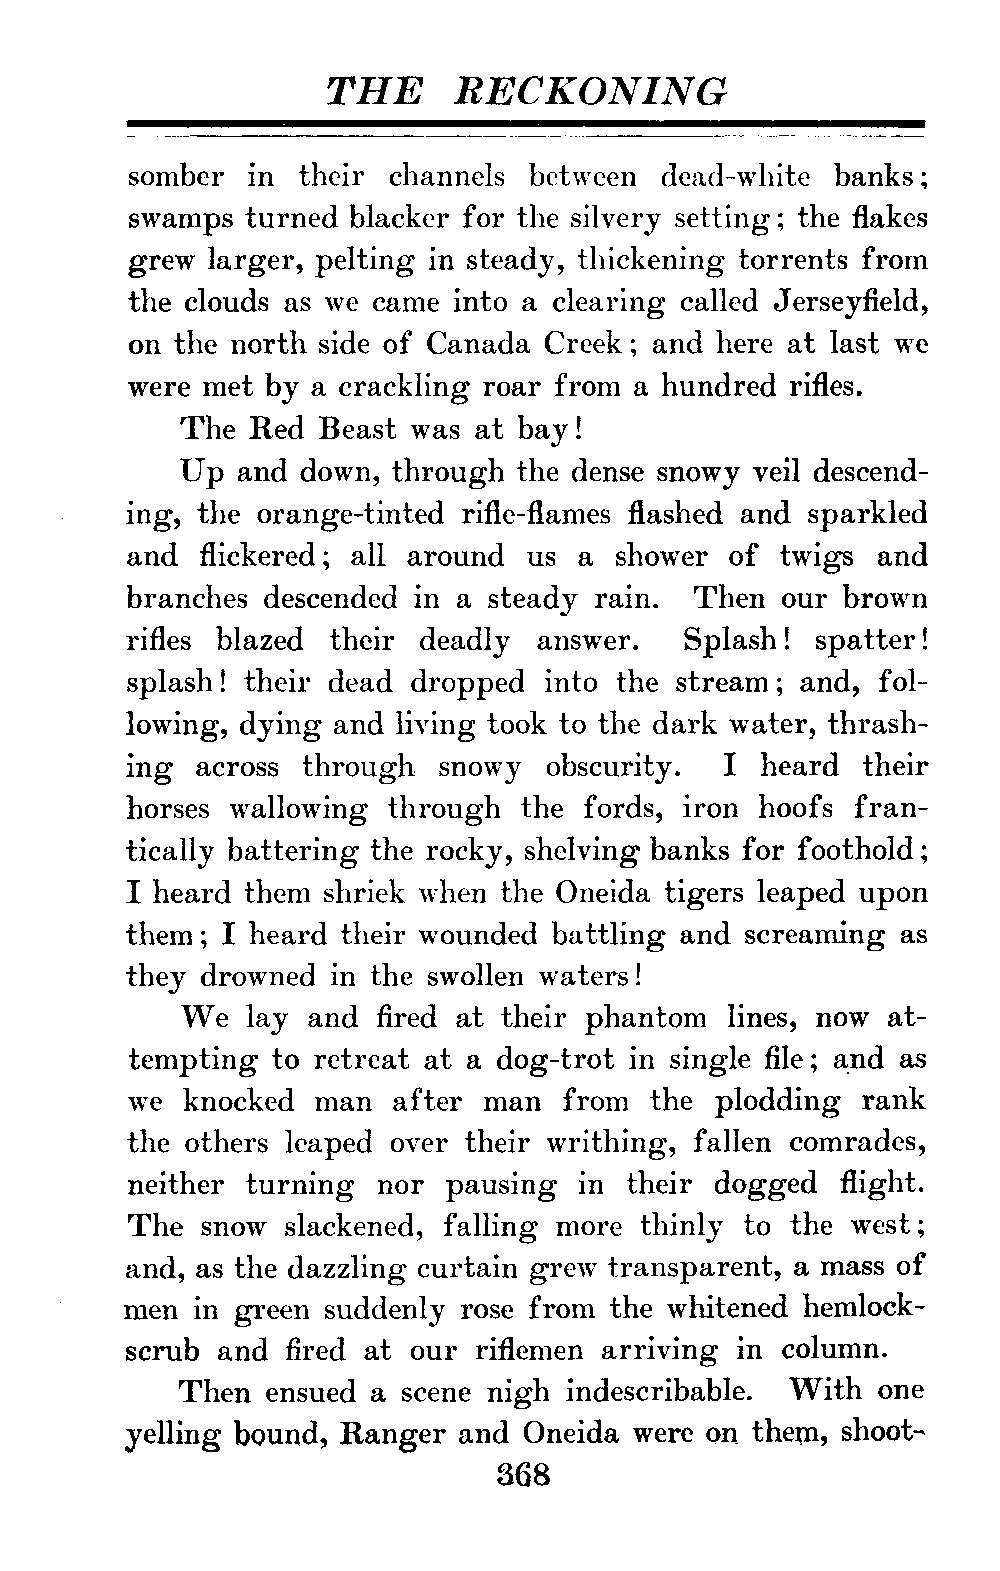 THE RECKONING
somber in their channels between dead-white banks;
swamps turned blacker for the silvery setting; the flakes
grew larger, pelting in steady, thickening torrents from
the clouds as we came into a clearing called Jerseyfield,
on the north side of Canada Creek; and here at last we
were met by a crackling roar from a hundred rifles.
The Red Beast was at bay!
Up and down, through the dense snowy veil descend-
ing, the orange-tinted rifle-flames flashed and sparkled
and flickered; all around us a shower of twigs and
branches descended in a steady rain. Then our brown
rifles blazed their deadly answer. Splash! spatter!
splash! their dead dropped into the stream; and, fol-
lowing, dying and living took to the dark water, thrash-
ing across through snowy obscurity. I heard their
horses wallowing through the fords, iron hoofs fran-
tically battering the rocky, shelving banks for foothold;
I heard them shriek when the Oneida tigers leaped upon
them; I heard their wounded battling and screaming as
they drowned in the swollen waters!
We lay and fired at their phantom lines, now at-
tempting to retreat at a dog-trot in single file; and as
we knocked man after man from the plodding rank
the others leaped over their writhing, fallen comrades,
neither turning nor pausing in their dogged flight.
The snow slackened, falling more thinly to the west;
and, as the dazzling curtain grew transparent, a mass of
men in green suddenly rose from the whitened hemlock-
scrub and fired at our riflemen arriving in column.
Then ensued a scene nigh indescribable. With one
yelling bound, Ranger and Oneida were on them, shoot-
368